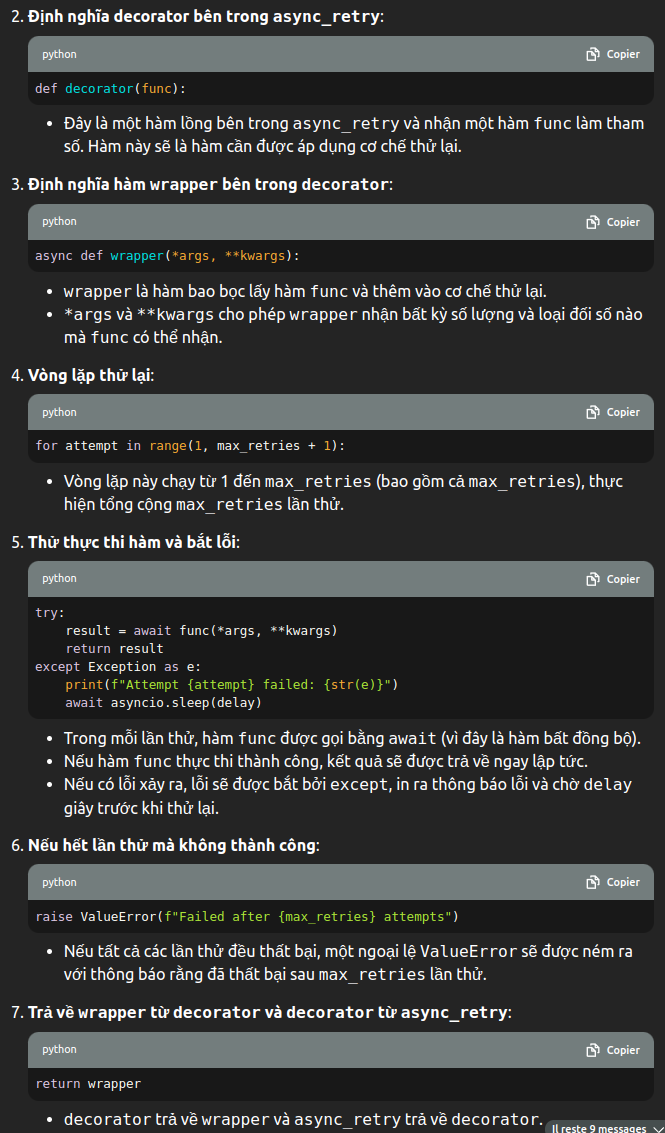 2. Định nghĩa decorator bên trong async_retry:
python Copier
def decorator(func):
• Đây là một hàm lồng bên trong async_retry và nhận một hàm func làm tham
số. Hàm này sẽ là hàm cần được áp dụng cơ chế thử lại.
3. Định nghĩa hàm wrapper bên trong decorator:
python Copier
async def wrapper(*args, **kwargs):
• wrapper là hàm bao bọc lấy hàm func và thêm vào cơ chế thử lại.
• *args và **kwargs cho phép wrapper nhận bất kỳ số lượng và loại đối số nào
mà func có thể nhận.
4. Vòng lặp thử lại:
python Copier
for attempt in range(1, max_retries + 1):
• Vòng lặp này chạy từ 1 đến max_retries (bao gồm cả max_retries), thực
hiện tổng cộng max_retries lần thử.
5. Thử thực thi hàm và bắt lỗi:
python Copier
try:
    result = await func(*args, **kwargs)
    return result
except Exception as e:
    print(f"Attempt {attempt} failed: {str(e)}")
    await asyncio.sleep(delay)
• Trong mỗi lần thử, hàm func được gọi bằng await (vì đây là hàm bất đồng bộ).
• Nếu hàm func thực thi thành công, kết quả sẽ được trả về ngay lập tức.
• Nếu có lỗi xảy ra, lỗi sẽ được bắt bởi except, in ra thông báo lỗi và chờ delay
giây trước khi thử lại.
6. Nếu hết lần thử mà không thành công:
python Copier
raise ValueError(f"Failed after {max_retries} attempts")
• Nếu tất cả các lần thử đều thất bại, một ngoại lệ ValueError sẽ được ném ra
với thông báo rằng đã thất bại sau max_retries lần thử.
7. Trả về wrapper từ decorator và decorator từ async_retry:
python Copier
return wrapper
• decorator trả về wrapper và async_retry trả về decorator.
Il reste 9 messages